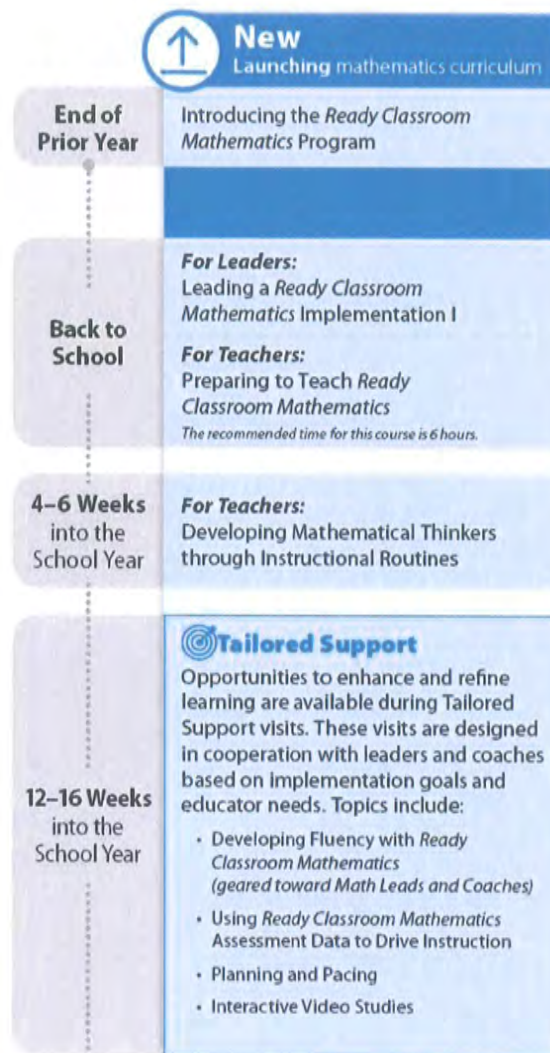 New
Launching mathematics curriculum
End of
Prior Year
Introducing the Ready Classroom
Mathematics Program
Back to
School
For Leaders:
Leading a Ready Classroom
Mathematics Implementation I
For Teachers:
Preparing to Teach Ready
Classroom Mathematics
The recommended time for this course is 6 hours.
4–6 Weeks
into the
School Year
For Teachers:
Developing Mathematical Thinkers
through Instructional Routines
12–16 Weeks
into the
School Year
Tailored Support
Opportunities to enhance and refine
learning are available during Tailored
Support visits. These visits are designed
in cooperation with leaders and coaches
based on implementation goals and
educator needs. Topics include:
• Developing Fluency with Ready
Classroom Mathematics
(geared toward Math Leads and Coaches)
• Using Ready Classroom Mathematics
Assessment Data to Drive Instruction
• Planning and Pacing
• Interactive Video Studies